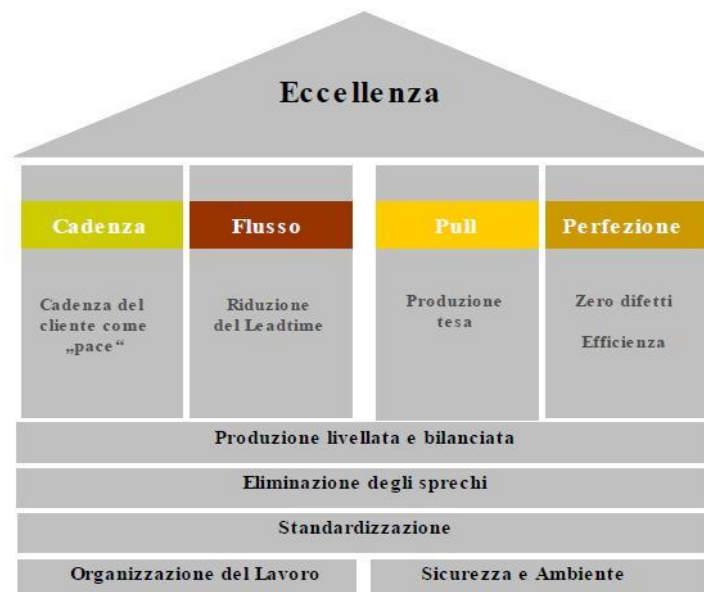 Eccellenza
Cadenza
Cadenza del
cliente come
„pace“
Flusso
Riduzione
del Leadtime
Pull
Produzione
tesa
Perfezione
Zero difetti
Efficienza
Produzione livellata e bilanciata
Eliminazione degli sprechi
Standardizzazione
Organizzazione del Lavoro
Sicurezza e Ambiente